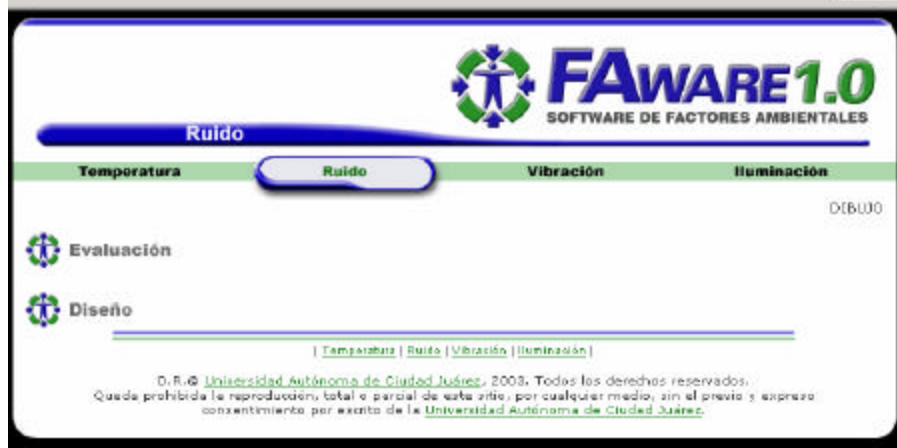 FAWARE1.0
SOFTWARE DE FACTORES AMBIENTALES
Ruido
Temperatura Ruido Vibración Iluminación
DIBUJO
Evaluación
Diseño
| Temperatura | Ruido | Vibración | Iluminación |
D.R.© Universidad Autónoma de Ciudad Juárez, 2003. Todos los derechos reservados.
Queda prohibida la reproducción, total o parcial de este sitio, por cualquier medio, sin el previo y expreso
consentimiento por escrito de la Universidad Autónoma de Ciudad Juárez.